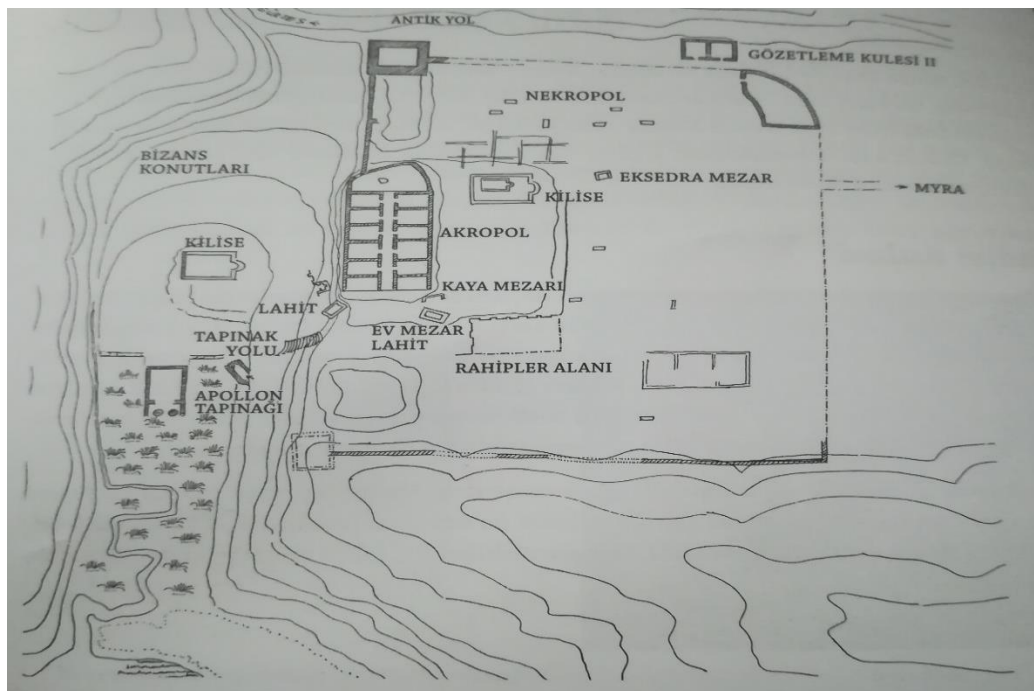 ANTİK YOL
GÖZETLEME KULESİ II
NEKROPOL
BİZANS
KONUTLARI
EKSEDRA MEZAR
MYRA
KİLİSE
AKROPOL
KİLİSE
KAYA MEZARI
LAHİT
EV MEZAR
LAHİT
TAPINAK
YOLU
RAHİPLER ALANI
APOLLON
TAPINAĞI